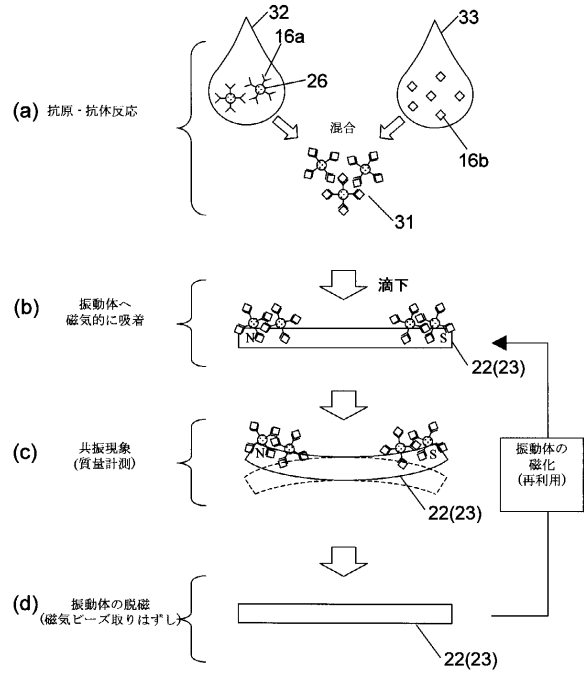 32
33
16a
26
(a) 抗原・抗体反応
混合
16b
31
滴下
(b) 振動体へ
磁気的に吸着
N S
22(23)
(c) 共振現象
(質量計測)
N S
22(23)
振動体の
磁化
(再利用)
(d) 振動体の脱磁
(磁気ビーズ取りはずし)
22(23)